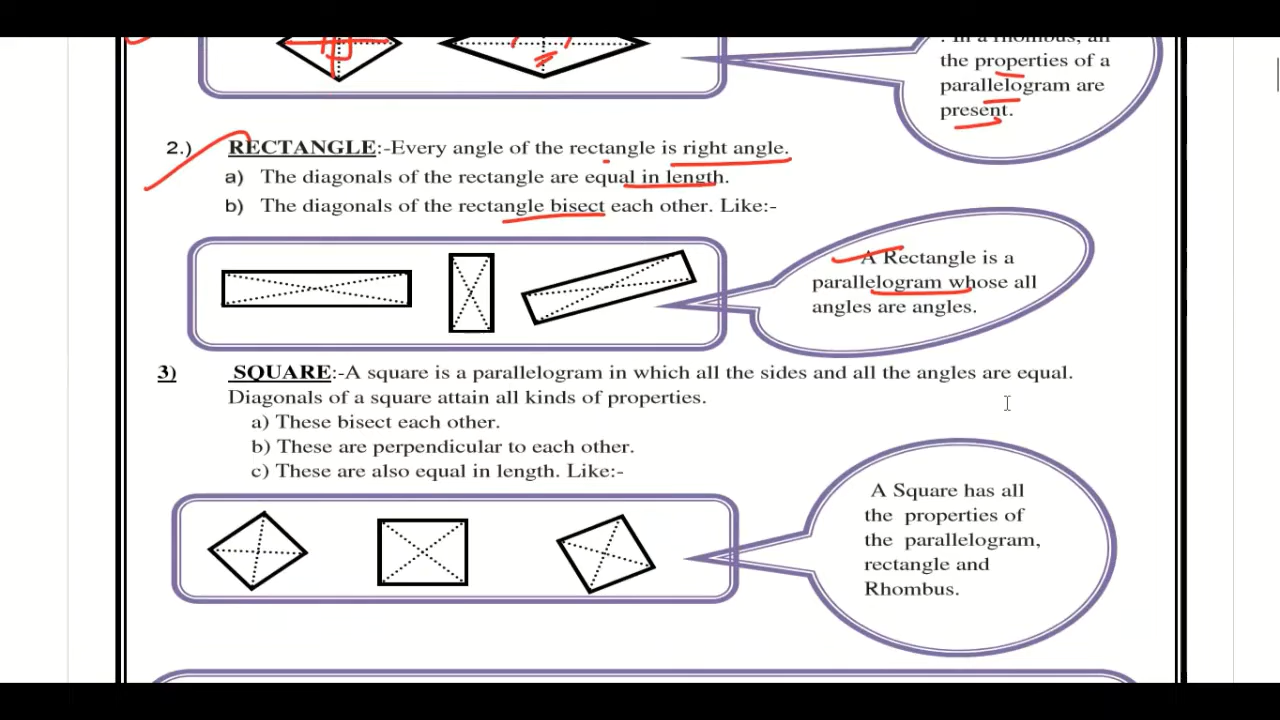 . In a rhombus, all
the properties of a
parallelogram are
present.
2.) RECTANGLE:-Every angle of the rectangle is right angle.
a) The diagonals of the rectangle are equal in length.
b) The diagonals of the rectangle bisect each other. Like:-
A Rectangle is a
parallelogram whose all
angles are angles.
3) SQUARE:-A square is a parallelogram in which all the sides and all the angles are equal.
Diagonals of a square attain all kinds of properties.
a) These bisect each other.
b) These are perpendicular to each other.
c) These are also equal in length. Like:-
A Square has all
the properties of
the parallelogram,
rectangle and
Rhombus.